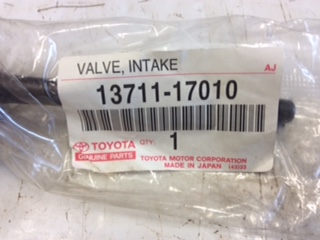 VALVE, INTAKE AJ
13711-17010
TOYOTA QTY. 1
GENUINE PARTS TOYOTA MOTOR CORPORATION
MADE IN JAPAN